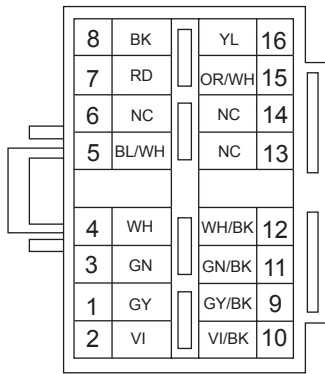 8 BK YL 16
7 RD OR/WH 15
6 NC NC 14
5 BL/WH NC 13
4 WH WH/BK 12
3 GN GN/BK 11
1 GY GY/BK 9
2 VI VI/BK 10